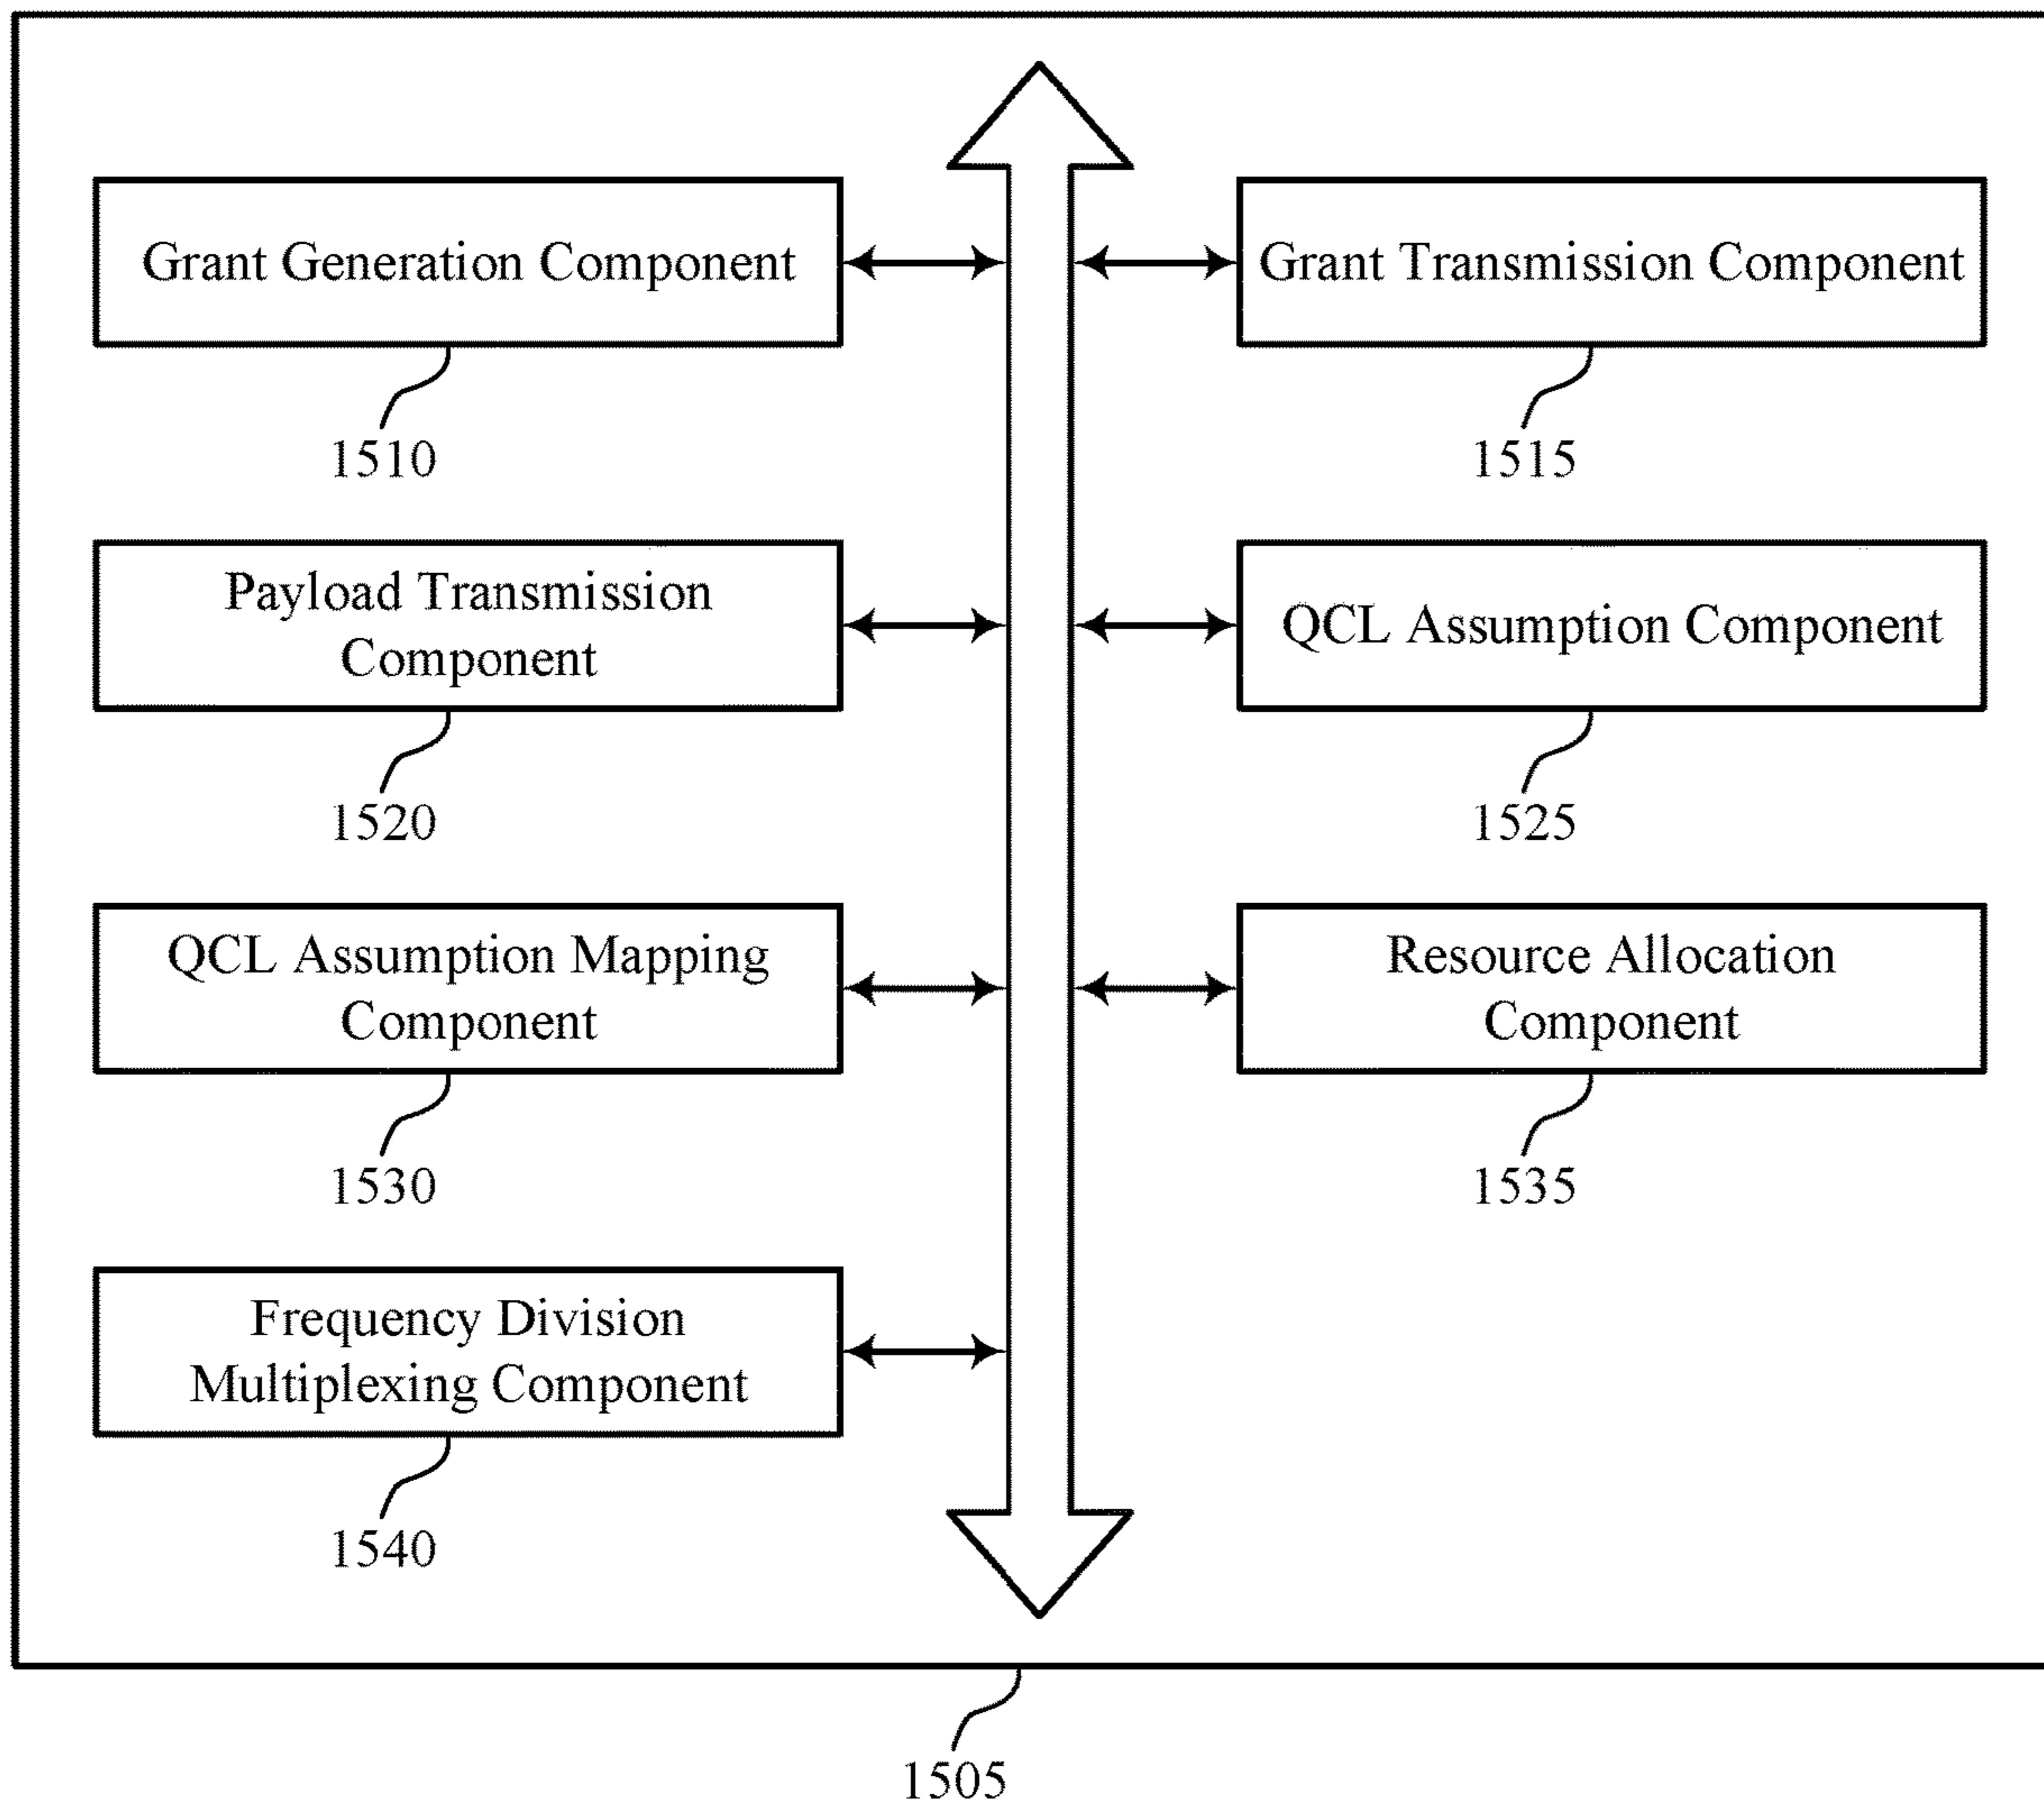 Grant Generation Component
1510
Grant Transmission Component
1515
Payload Transmission
Component
1520
QCL Assumption Component
1525
QCL Assumption Mapping
Component
1530
Resource Allocation
Component
1535
Frequency Division
Multiplexing Component
1540
1505